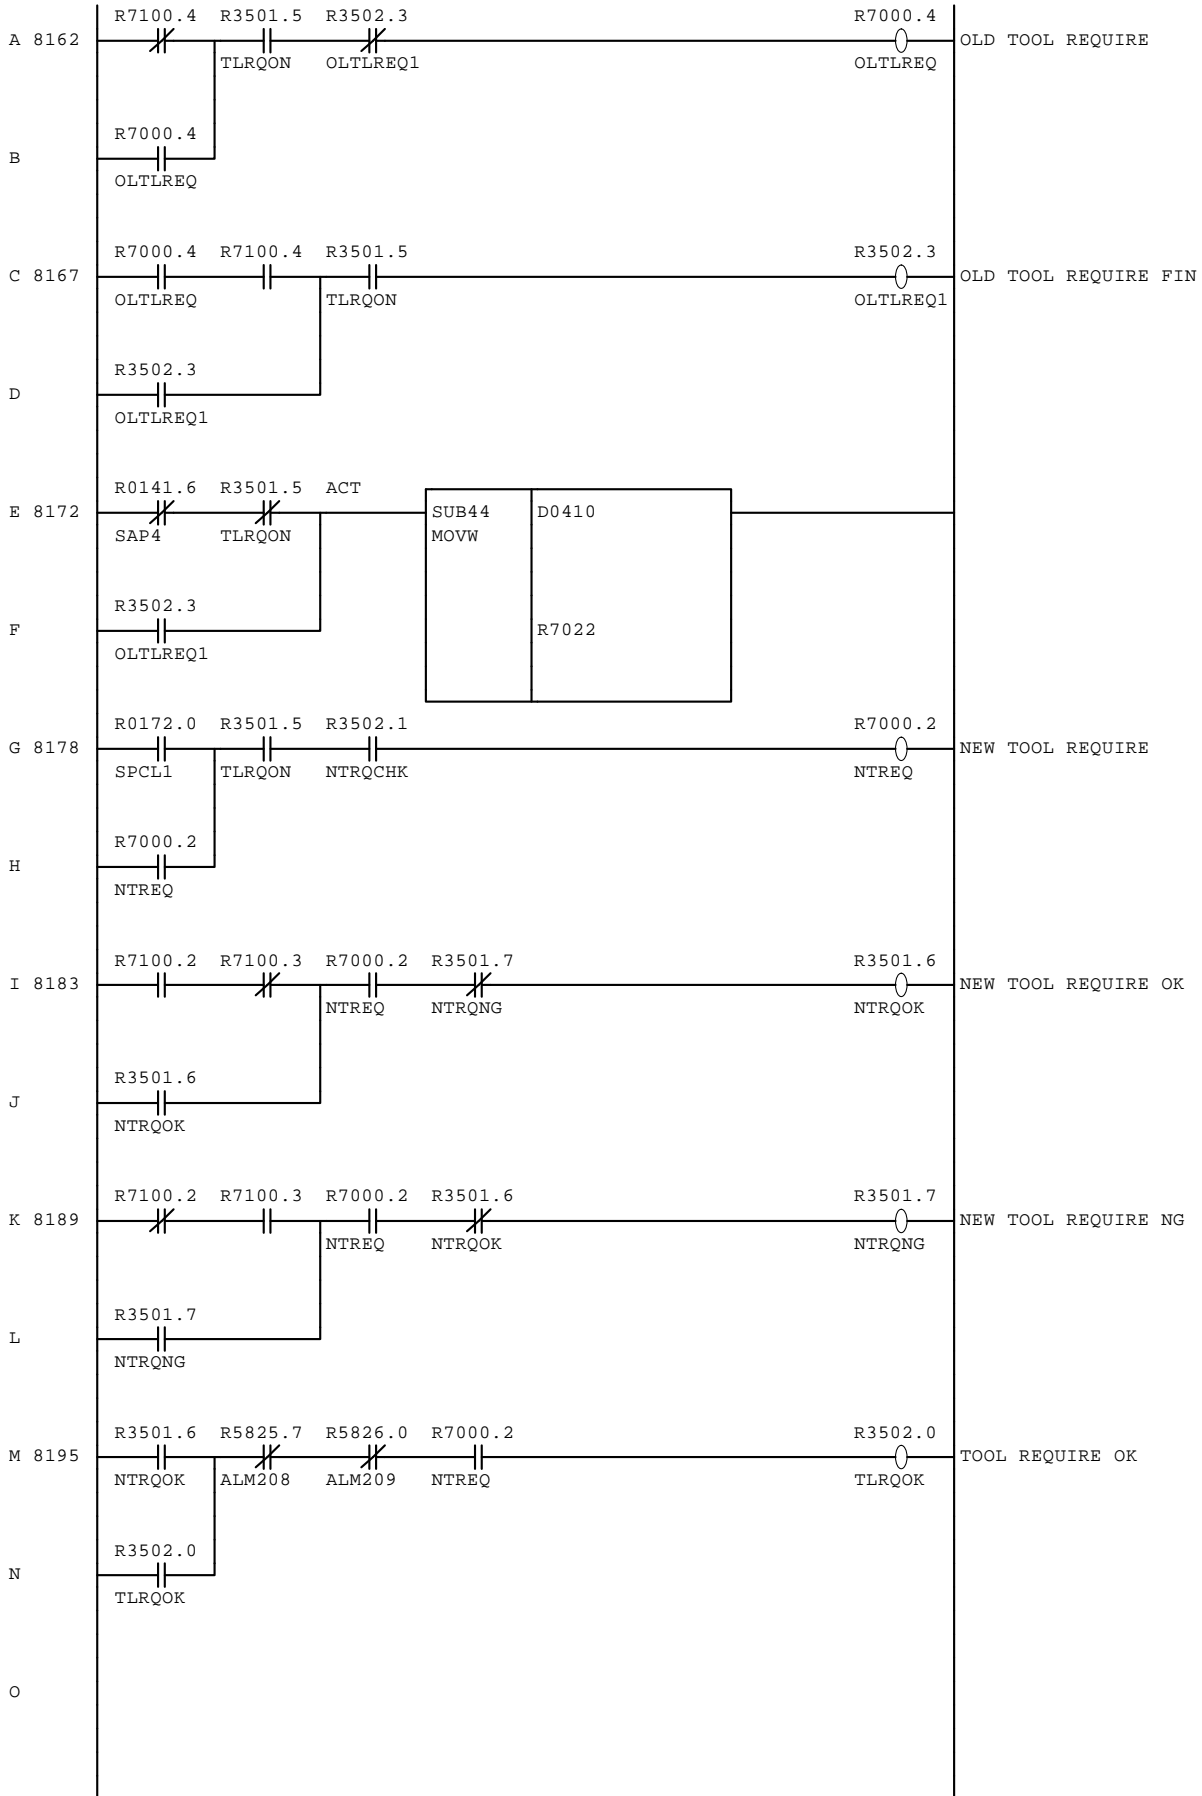 R7100.4 R3501.5 R3502.3 R7000.4
A 8162 OLD TOOL REQUIRE
TLRQON OLTLREQ1 OLTLREQ
R7000.4
B
OLTLREQ
R7000.4 R7100.4 R3501.5 R3502.3
C 8167 OLD TOOL REQUIRE FIN
OLTLREQ TLRQON OLTLREQ1
R3502.3
D
OLTLREQ1
R0141.6 R3501.5 ACT
E 8172 SUB44 D0410
SAP4 TLRQON MOVW
R3502.3
F R7022
OLTLREQ1
R0172.0 R3501.5 R3502.1 R7000.2
G 8178 NEW TOOL REQUIRE
SPCL1 TLRQON NTRQCHK NTREQ
R7000.2
H
NTREQ
R7100.2 R7100.3 R7000.2 R3501.7 R3501.6
I 8183 NEW TOOL REQUIRE OK
NTREQ NTRQNG NTRQOK
R3501.6
J
NTRQOK
R7100.2 R7100.3 R7000.2 R3501.6 R3501.7
K 8189 NEW TOOL REQUIRE NG
NTREQ NTRQOK NTRQNG
R3501.7
L
NTRQNG
R3501.6 R5825.7 R5826.0 R7000.2 R3502.0
M 8195 TOOL REQUIRE OK
NTRQOK ALM208 ALM209 NTREQ TLRQOK
R3502.0
N
TLRQOK
O